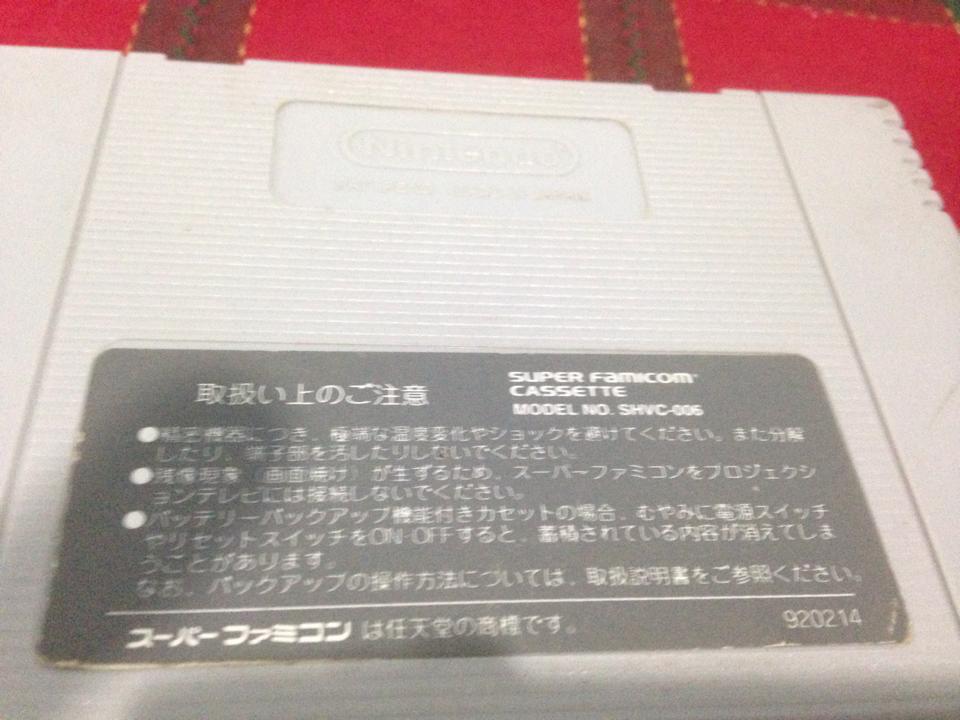 Nintendo
取扱い上のご注意
SUPER FAMICOM
CASSETTE
MODEL NO. SHVC-006
●精密機器につき、極端な温度変化やショックを避けてください。また分解
したり、端子部を汚したりしないでください。
●残像現象（画面焼け）が生ずるため、スーパーファミコンをプロジェクシ
ョンテレビには接続しないでください。
●バッテリーバックアップ機能付きカセットの場合、むやみに電源スイッチ
やリセットスイッチをON・OFFすると、蓄積されている内容が消えてしま
うことがあります。
なお、バックアップの操作方法については、取扱説明書をご参照ください。
スーパーファミコン は任天堂の商標です。
920214